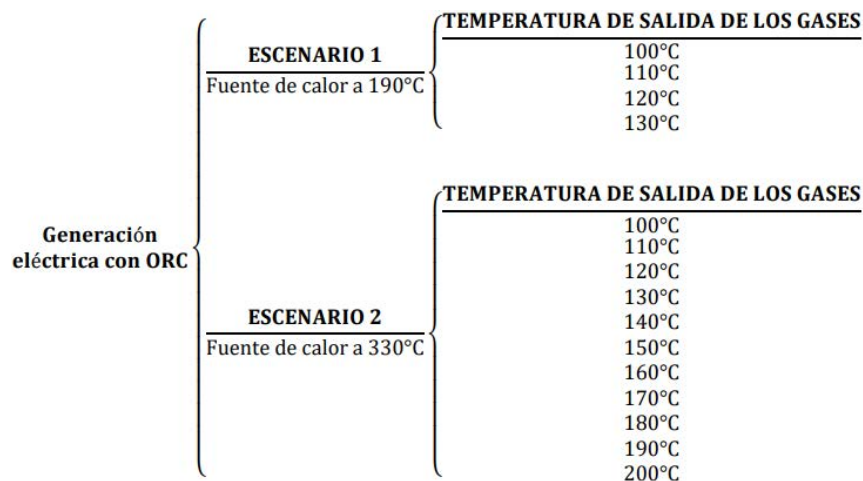 TEMPERATURA DE SALIDA DE LOS GASES
ESCENARIO 1
Fuente de calor a 190°C
100°C
110°C
120°C
130°C
Generación
eléctrica con ORC
TEMPERATURA DE SALIDA DE LOS GASES
ESCENARIO 2
Fuente de calor a 330°C
100°C
110°C
120°C
130°C
140°C
150°C
160°C
170°C
180°C
190°C
200°C